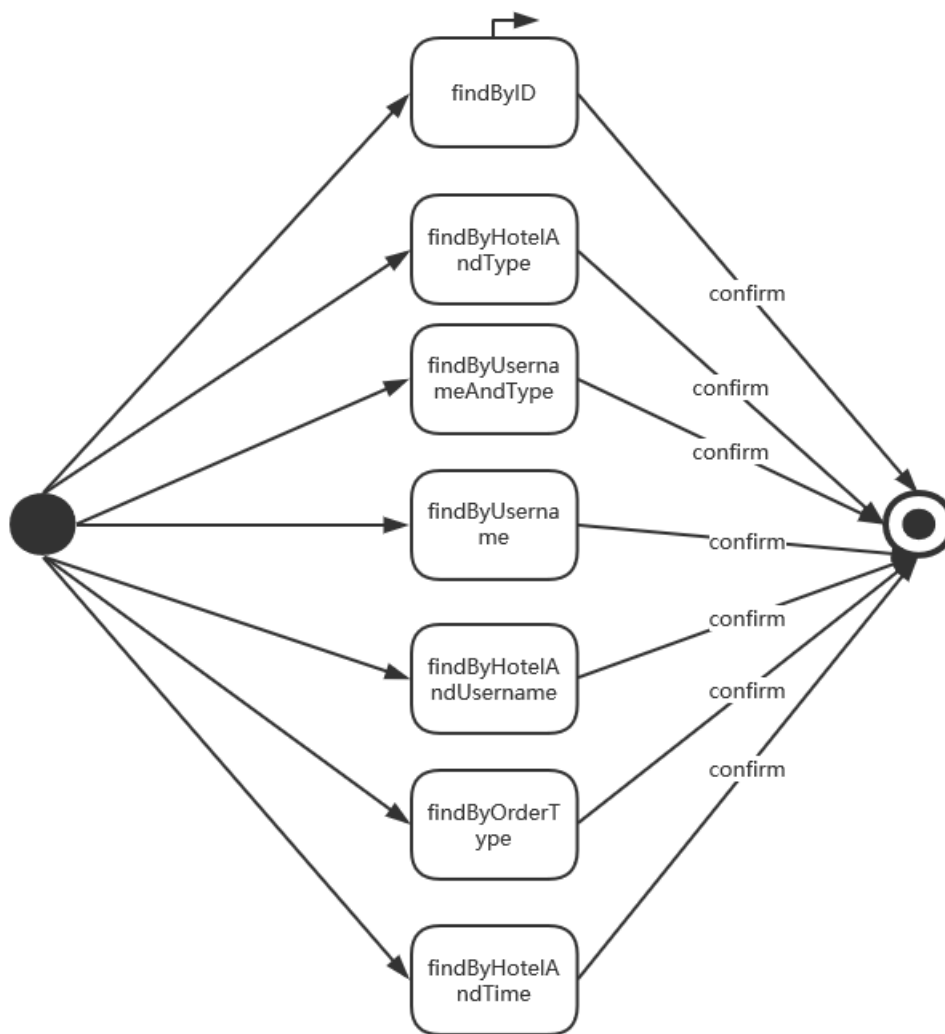 findByID
findByHotelA
ndType
confirm
findByUserna
meAndType
confirm
confirm
findByUserna
me
confirm
findByHotelA
ndUsername
confirm
findByOrderT
ype
confirm
confirm
findByHotelA
ndTime